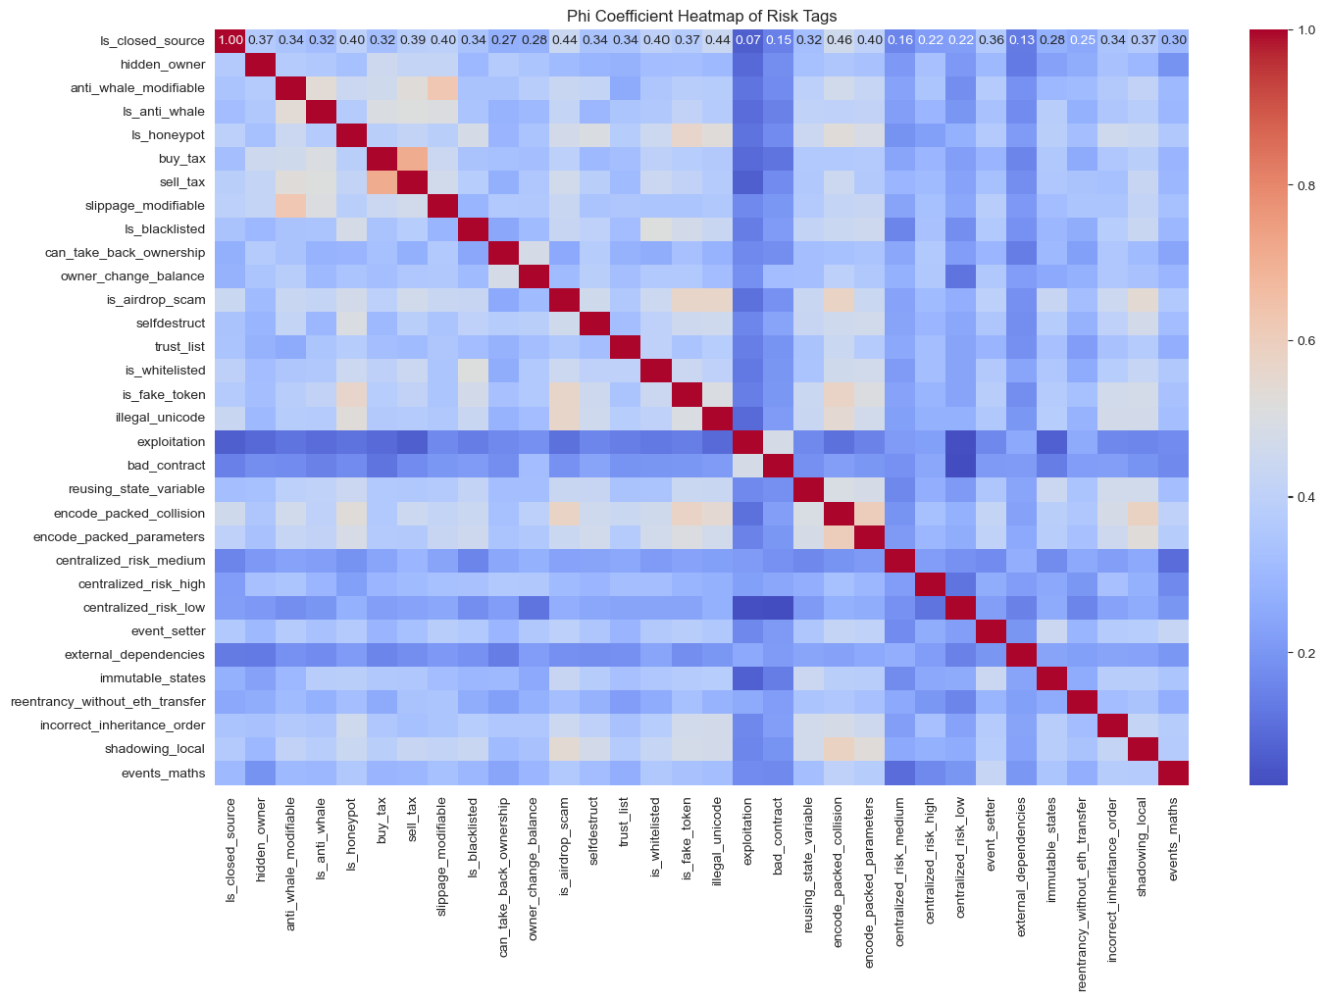 Phi Coefficient Heatmap of Risk Tags
Is_closed_source 1.00 0.37 0.34 0.32 0.40 0.32 0.39 0.40 0.34 0.27 0.28 0.44 0.34 0.34 0.40 0.37 0.44 0.07 0.15 0.32 0.46 0.40 0.16 0.22 0.22 0.36 0.13 0.28 0.25 0.34 0.37 0.30
hidden_owner
anti_whale_modifiable
Is_anti_whale
Is_honeypot
buy_tax
sell_tax
slippage_modifiable
Is_blacklisted
can_take_back_ownership
owner_change_balance
is_airdrop_scam
selfdestruct
trust_list
is_whitelisted
is_fake_token
illegal_unicode
exploitation
bad_contract
reusing_state_variable
encode_packed_collision
encode_packed_parameters
centralized_risk_medium
centralized_risk_high
centralized_risk_low
event_setter
external_dependencies
immutable_states
reentrancy_without_eth_transfer
incorrect_inheritance_order
shadowing_local
events_maths
Is_closed_source
hidden_owner
anti_whale_modifiable
Is_anti_whale
Is_honeypot
buy_tax
sell_tax
slippage_modifiable
Is_blacklisted
can_take_back_ownership
owner_change_balance
is_airdrop_scam
selfdestruct
trust_list
is_whitelisted
is_fake_token
illegal_unicode
exploitation
bad_contract
reusing_state_variable
encode_packed_collision
encode_packed_parameters
centralized_risk_medium
centralized_risk_high
centralized_risk_low
event_setter
external_dependencies
immutable_states
reentrancy_without_eth_transfer
incorrect_inheritance_order
shadowing_local
events_maths
1.0
0.8
0.6
0.4
0.2